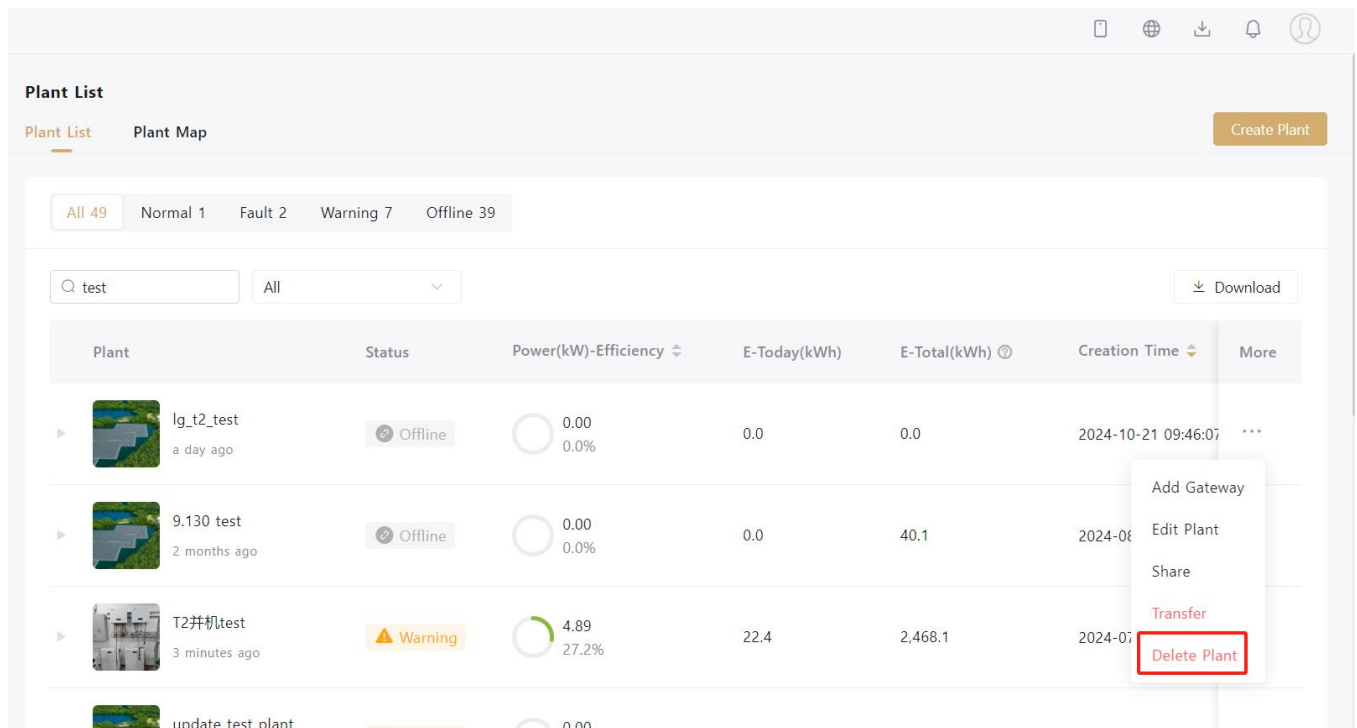 Plant List
Plant List Plant Map Create Plant
All 49 Normal 1 Fault 2 Warning 7 Offline 39
test All Download
Plant Status Power(kW)-Efficiency E-Today(kWh) E-Total(kWh) Creation Time More
lg_t2_test
a day ago
Offline
0.00
0.0%
0.0
0.0
2024-10-21 09:46:07
Add Gateway
Edit Plant
Share
Transfer
Delete Plant
9.130 test
2 months ago
Offline
0.00
0.0%
0.0
40.1
2024-08
T2并机test
3 minutes ago
Warning
4.89
27.2%
22.4
2,468.1
2024-07
update test plant
0.00